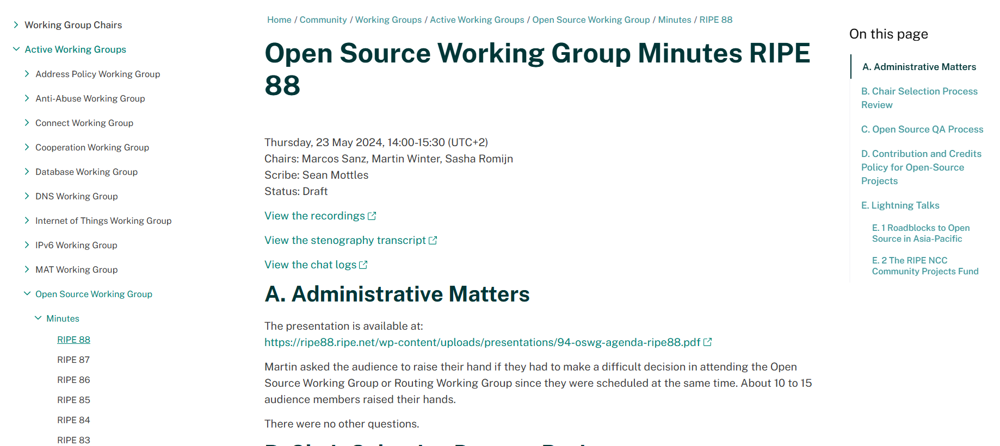 Working Group Chairs
Active Working Groups
Address Policy Working Group
Anti-Abuse Working Group
Connect Working Group
Cooperation Working Group
Database Working Group
DNS Working Group
Internet of Things Working Group
IPv6 Working Group
MAT Working Group
Open Source Working Group
Minutes
RIPE 88
RIPE 87
RIPE 86
RIPE 85
RIPE 84
RIPE 83
Home / Community / Working Groups / Active Working Groups / Open Source Working Group / Minutes / RIPE 88
Open Source Working Group Minutes RIPE
88
Thursday, 23 May 2024, 14:00-15:30 (UTC+2)
Chairs: Marcos Sanz, Martin Winter, Sasha Romijn
Scribe: Sean Mottles
Status: Draft
View the recordings
View the stenography transcript
View the chat logs
A. Administrative Matters
The presentation is available at:
https://ripe88.ripe.net/wp-content/uploads/presentations/94-oswg-agenda-ripe88.pdf
Martin asked the audience to raise their hand if they had to make a difficult decision in attending the Open
Source Working Group or Routing Working Group since they were scheduled at the same time. About 10 to 15
audience members raised their hands.
There were no other questions.
On this page
A. Administrative Matters
B. Chair Selection Process
Review
C. Open Source QA Process
D. Contribution and Credits
Policy for Open-Source
Projects
E. Lightning Talks
E. 1 Roadblocks to Open
Source in Asia-Pacific
E. 2 The RIPE NCC
Community Projects Fund